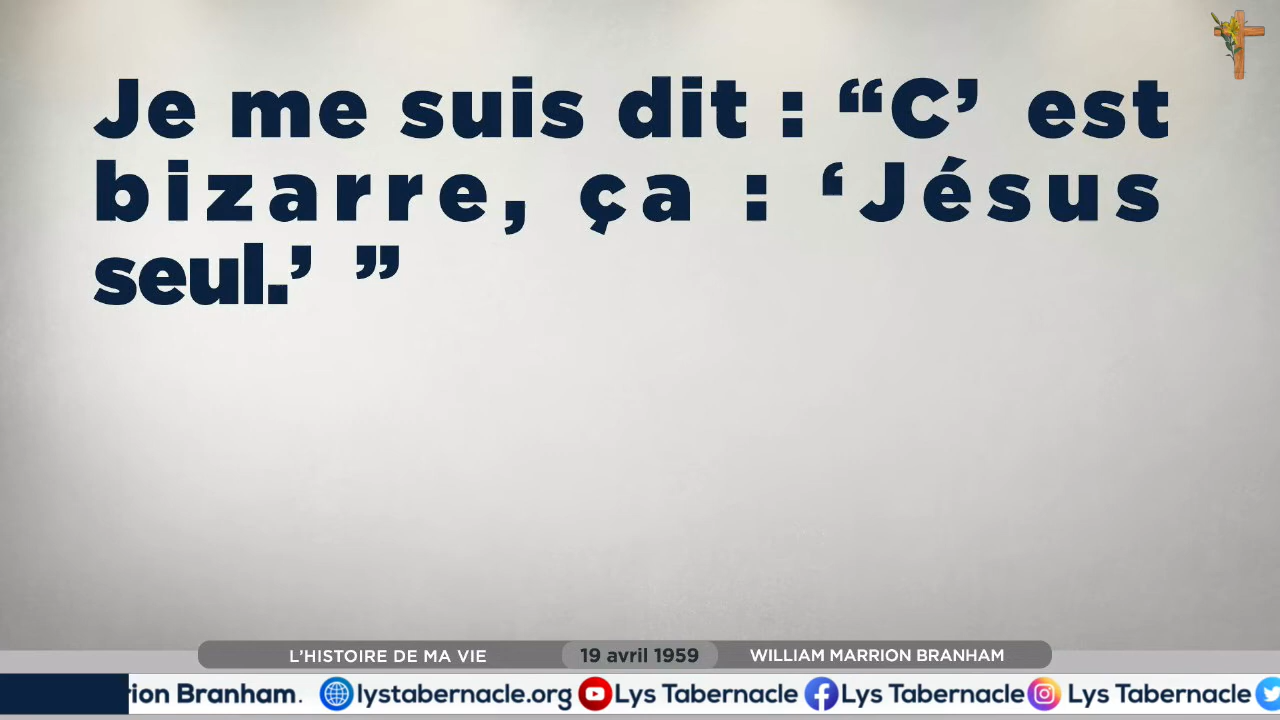 Je me suis dit : “C’ est
bizarre, ça : ‘Jésus
seul.’ ”
L’HISTOIRE DE MA VIE 19 avril 1959 WILLIAM MARRION BRANHAM
rion Branham. lystabernacle.org Lys Tabernacle Lys Tabernacle Lys Tabernacle